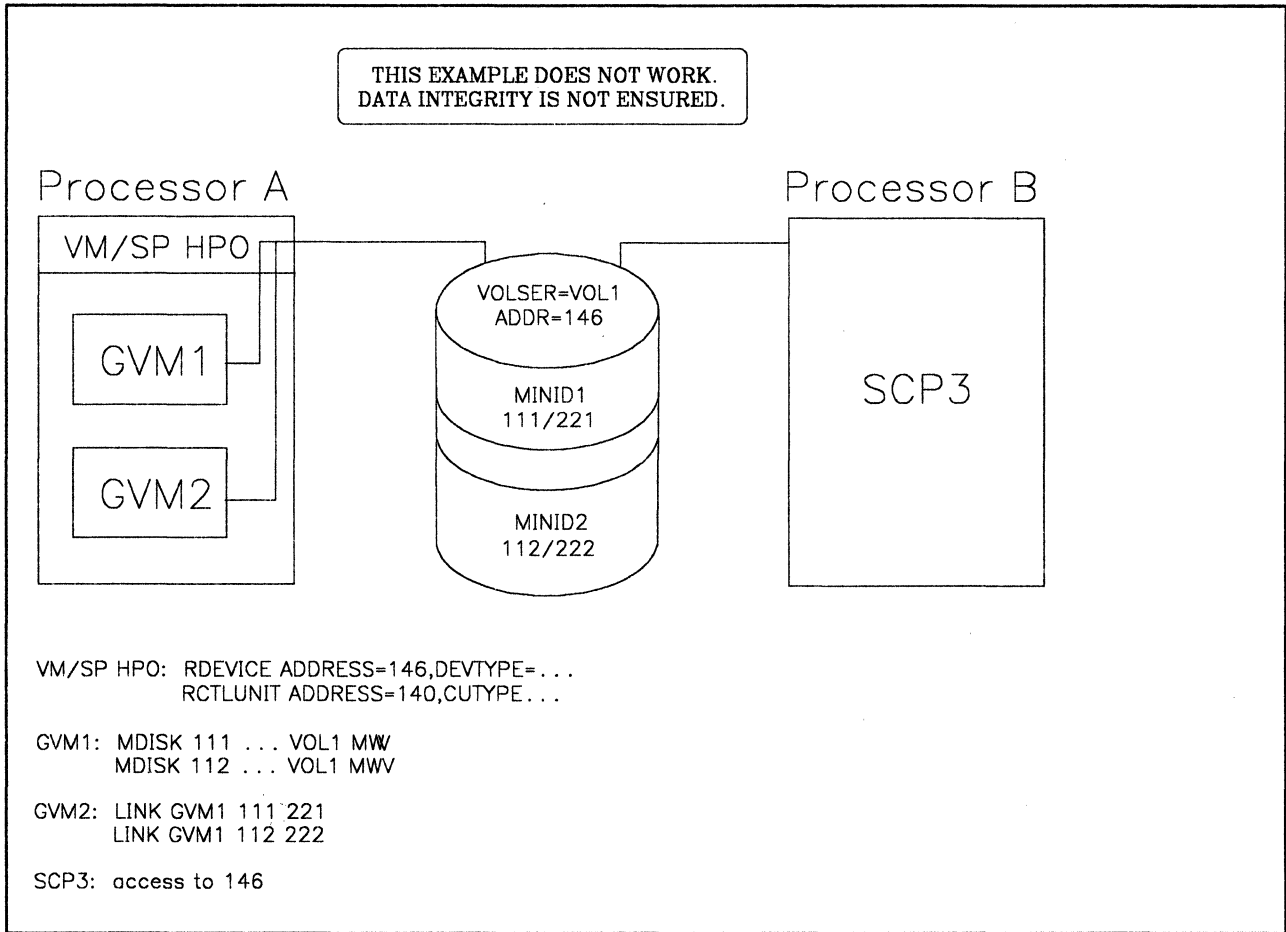 THIS EXAMPLE DOES NOT WORK.
DATA INTEGRITY IS NOT ENSURED.
Processor A
Processor B
VM/SP HPO
GVM1
GVM2
VOLSER=VOL1
ADDR=146
MINID1
111/221
MINID2
112/222
SCP3
VM/SP HPO: RDEVICE ADDRESS=146,DEVTYPE=...
RCTLUNIT ADDRESS=140,CUTYPE...
GVM1: MDISK 111 ... VOL1 MWV
MDISK 112 ... VOL1 MWV
GVM2: LINK GVM1 111 221
LINK GVM1 112 222
SCP3: access to 146